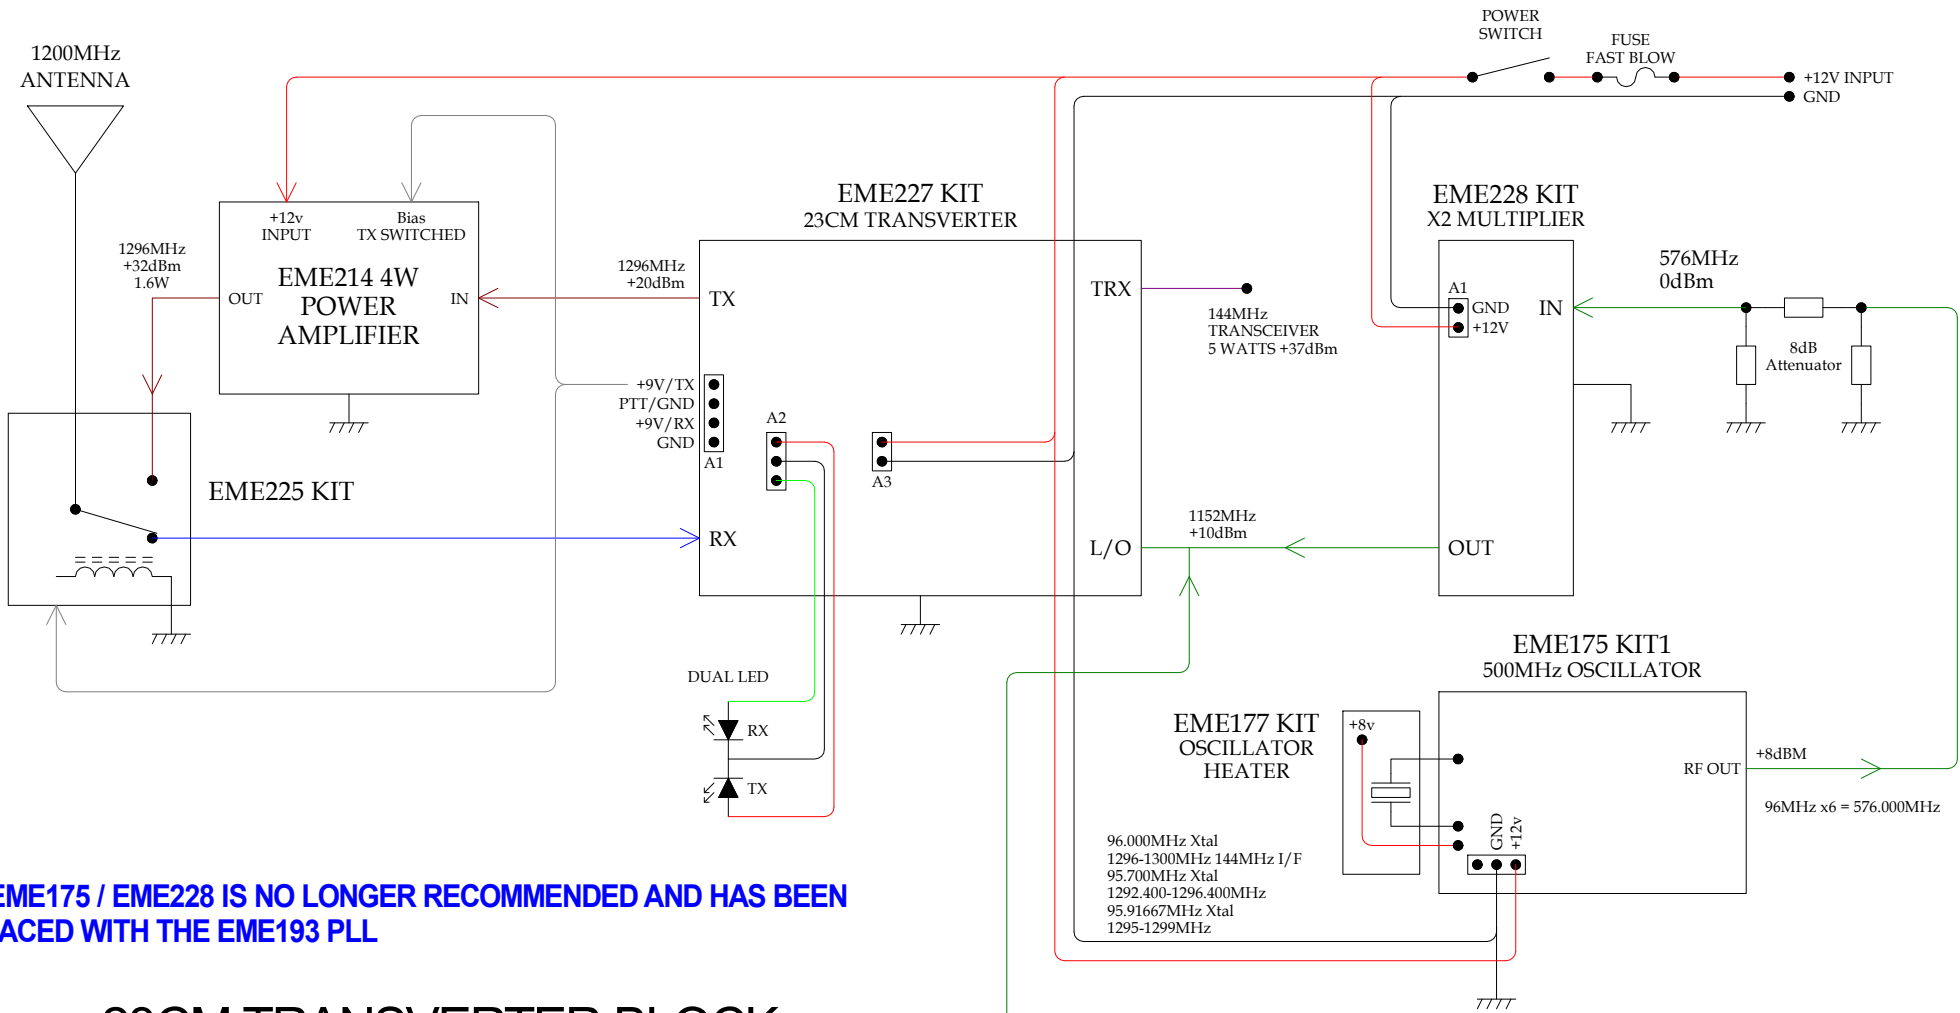 POWER
SWITCH
FUSE
FAST BLOW
+12V INPUT
GND
1200MHz
ANTENNA
EME227 KIT
23CM TRANSVERTER
EME228 KIT
X2 MULTIPLIER
+12v
INPUT
Bias
TX SWITCHED
1296MHz
+32dBm
1.6W
EME214 4W
POWER
AMPLIFIER
OUT
IN
1296MHz
+20dBm
TX
TRX
144MHz
TRANSCEIVER
5 WATTS +37dBm
A1
GND
+12V
IN
576MHz
0dBm
8dB
Attenuator
+9V/TX
PTT/GND
+9V/RX
GND
A1
A2
A3
EME225 KIT
RX
L/O
1152MHz
+10dBm
OUT
DUAL LED
RX
TX
EME175 KIT1
500MHz OSCILLATOR
EME177 KIT
OSCILLATOR
HEATER
+8v
RF OUT
+8dBM
96MHz x6 = 576.000MHz
GND
+12v
96.000MHz Xtal
1296-1300MHz 144MHz I/F
95.700MHz Xtal
1292.400-1296.400MHz
95.91667MHz Xtal
1295-1299MHz
EME175 / EME228 IS NO LONGER RECOMMENDED AND HAS BEEN
ACED WITH THE EME193 PLL
23CM TRANSVERTER BLOCK